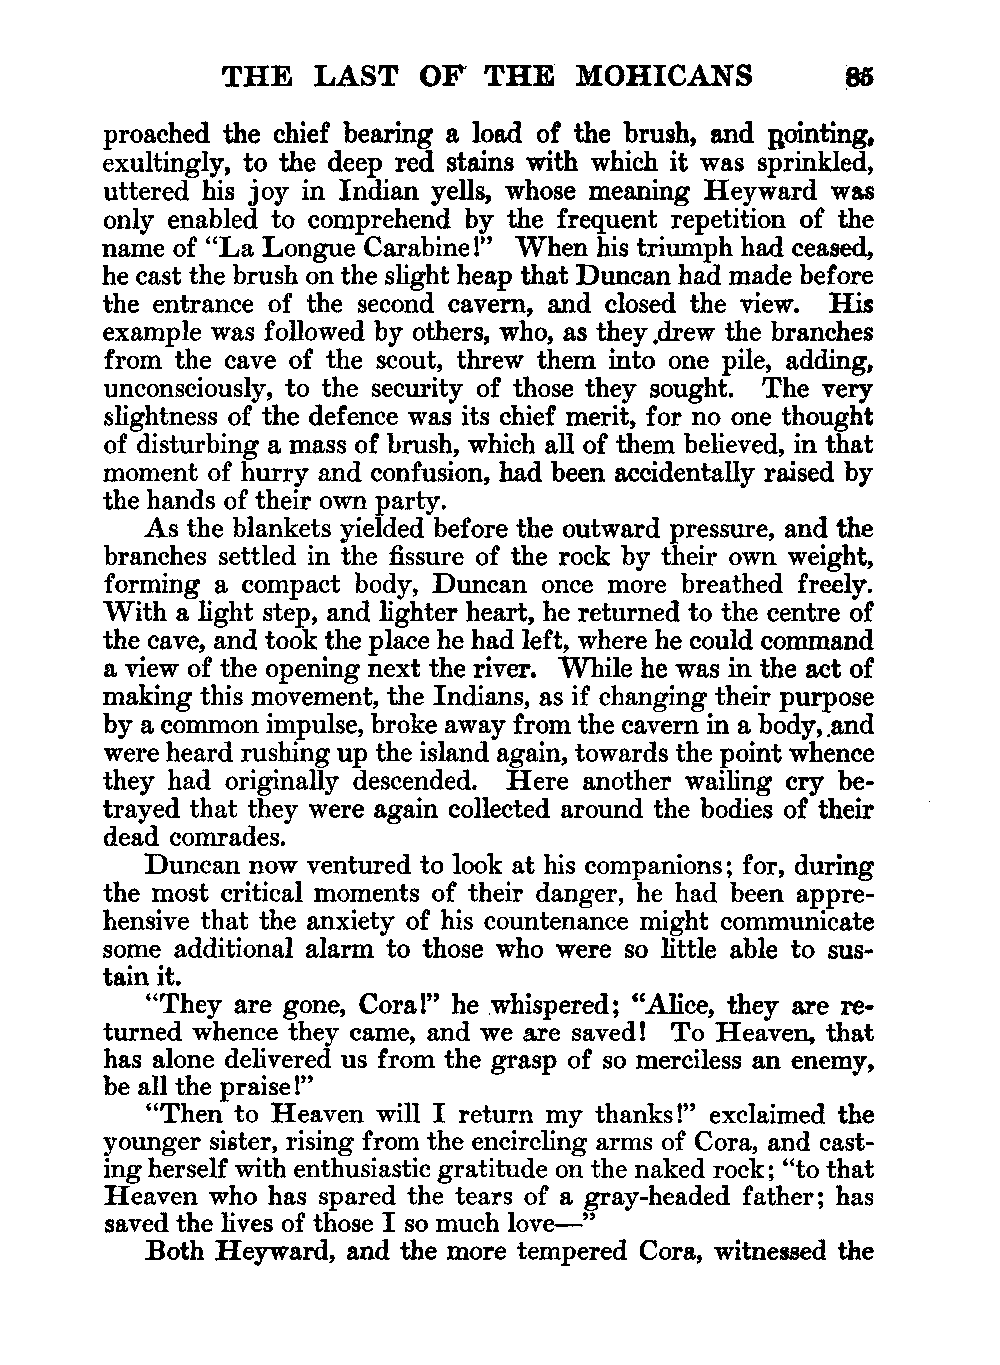 THE LAST OF THE MOHICANS 85
proached the chief bearing a load of the brush, and pointing,
exultingly, to the deep red stains with which it was sprinkled,
uttered his joy in Indian yells, whose meaning Heyward was
only enabled to comprehend by the frequent repetition of the
name of “La Longue Carabine!” When his triumph had ceased,
he cast the brush on the slight heap that Duncan had made before
the entrance of the second cavern, and closed the view. His
example was followed by others, who, as they drew the branches
from the cave of the scout, threw them into one pile, adding,
unconsciously, to the security of those they sought. The very
slightness of the defence was its chief merit, for no one thought
of disturbing a mass of brush, which all of them believed, in that
moment of hurry and confusion, had been accidentally raised by
the hands of their own party.
As the blankets yielded before the outward pressure, and the
branches settled in the fissure of the rock by their own weight,
forming a compact body, Duncan once more breathed freely.
With a light step, and lighter heart, he returned to the centre of
the cave, and took the place he had left, where he could command
a view of the opening next the river. While he was in the act of
making this movement, the Indians, as if changing their purpose
by a common impulse, broke away from the cavern in a body, and
were heard rushing up the island again, towards the point whence
they had originally descended. Here another wailing cry be-
trayed that they were again collected around the bodies of their
dead comrades.
Duncan now ventured to look at his companions; for, during
the most critical moments of their danger, he had been appre-
hensive that the anxiety of his countenance might communicate
some additional alarm to those who were so little able to sus-
tain it.
“They are gone, Cora!” he whispered; “Alice, they are re-
turned whence they came, and we are saved! To Heaven, that
has alone delivered us from the grasp of so merciless an enemy,
be all the praise!”
“Then to Heaven will I return my thanks!” exclaimed the
younger sister, rising from the encircling arms of Cora, and cast-
ing herself with enthusiastic gratitude on the naked rock; “to that
Heaven who has spared the tears of a gray-headed father; has
saved the lives of those I so much love—”
Both Heyward, and the more tempered Cora, witnessed the